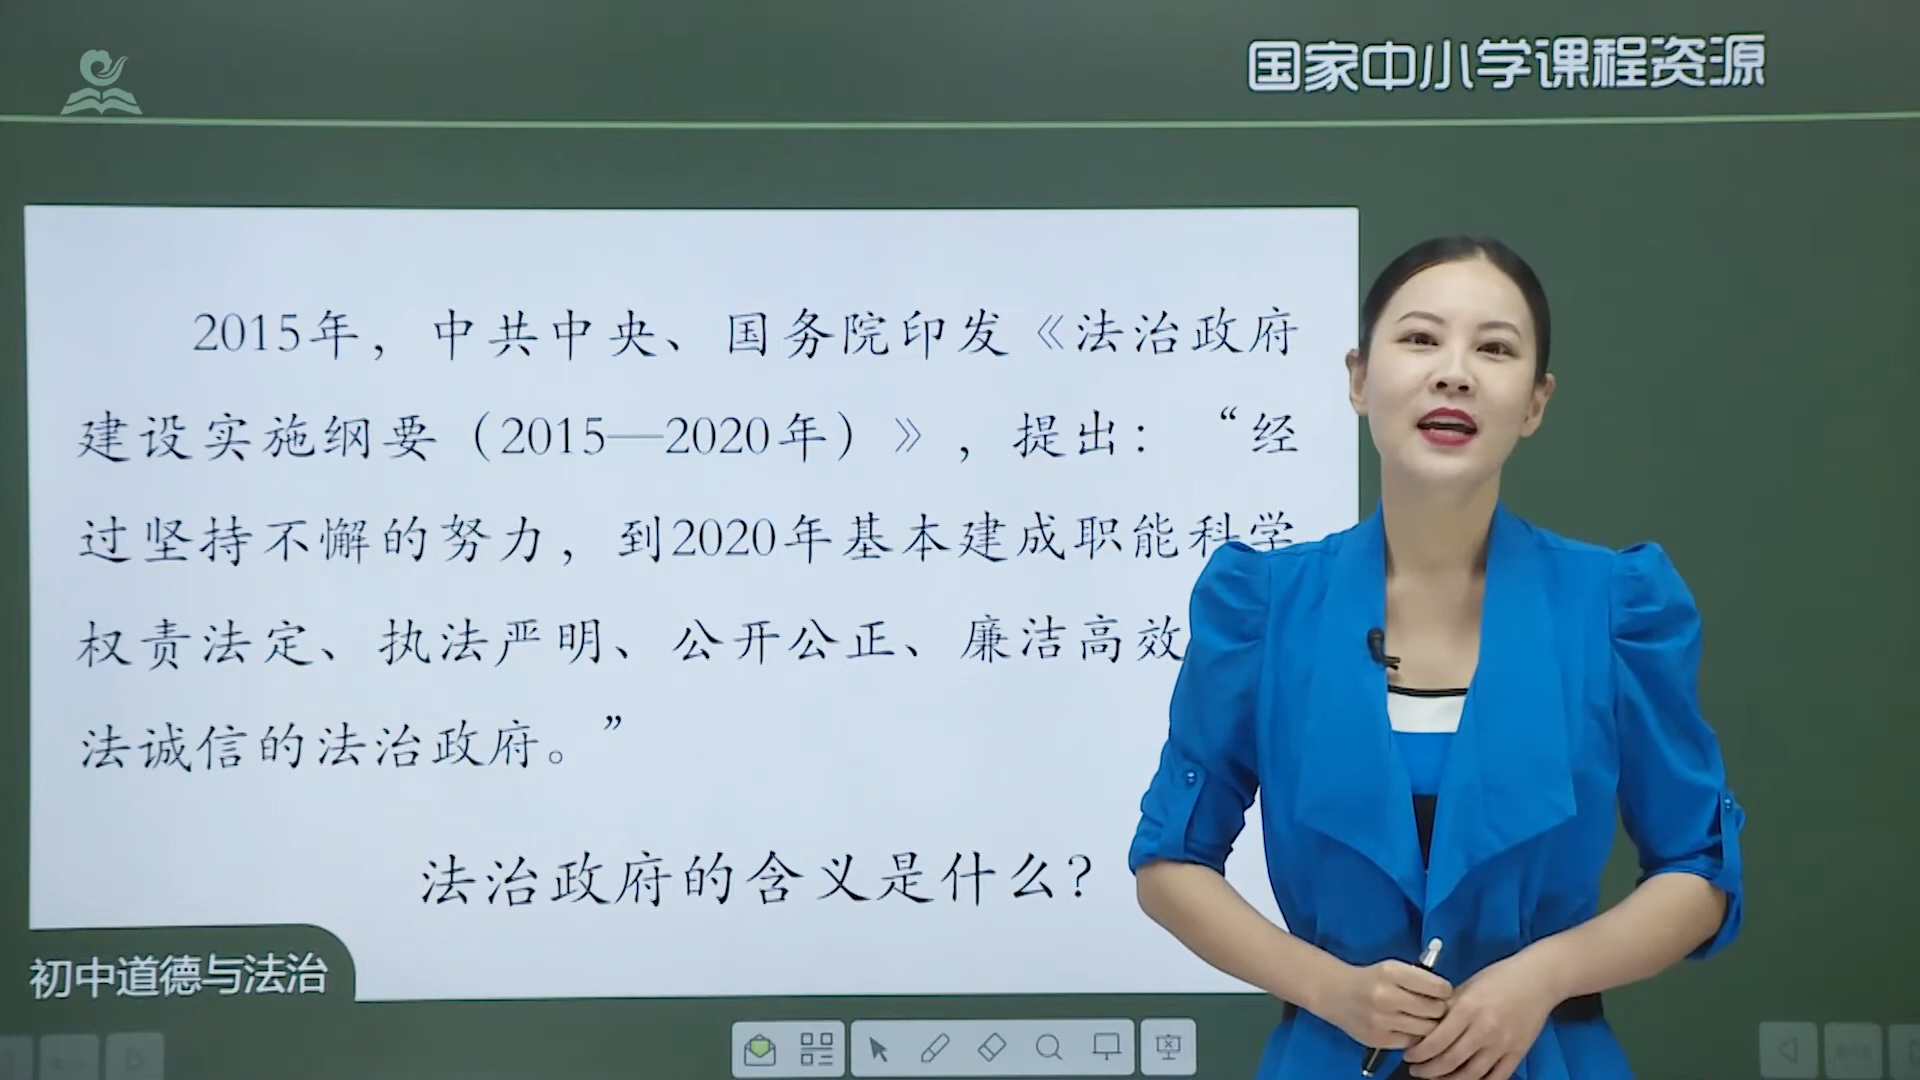 国家中小学课程资源
2015年，中共中央、国务院印发《法治政府
建设实施纲要（2015—2020年）》，提出：“经
过坚持不懈的努力，到2020年基本建成职能科学
权责法定、执法严明、公开公正、廉洁高效
法诚信的法治政府。”
法治政府的含义是什么？
初中道德与法治